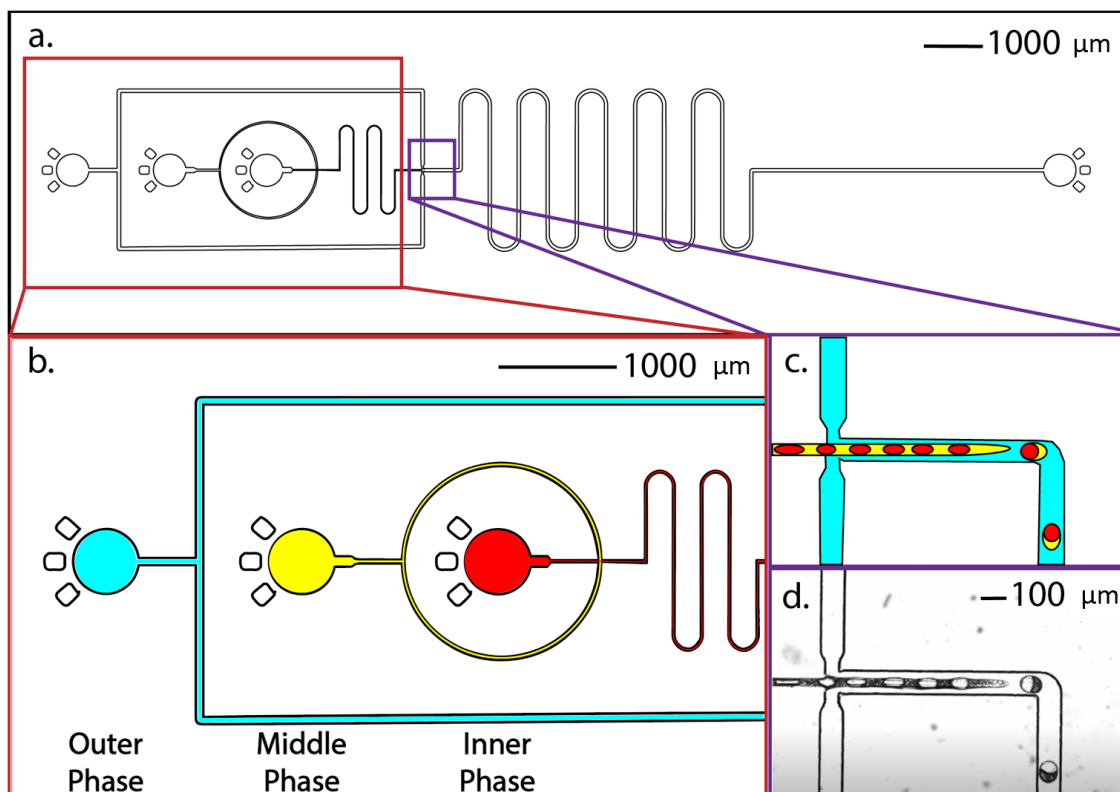 a.
1000 μm
b.
1000 μm
c.
d.
100 μm
Outer
Phase
Middle
Phase
Inner
Phase